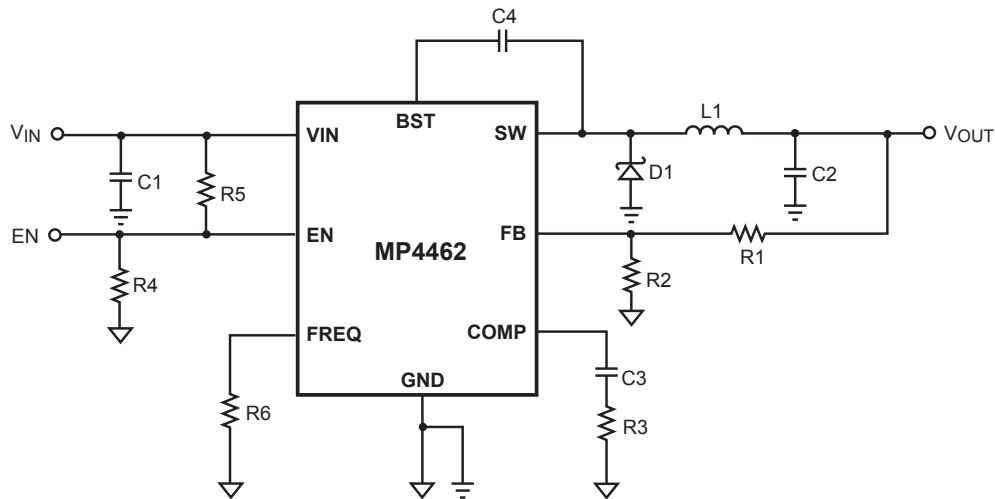 C4
VIN
VIN
BST
SW
L1
VOUT
C1
R5
D1
C2
EN
EN
MP4462
FB
R1
R4
R2
FREQ
COMP
GND
C3
R6
R3